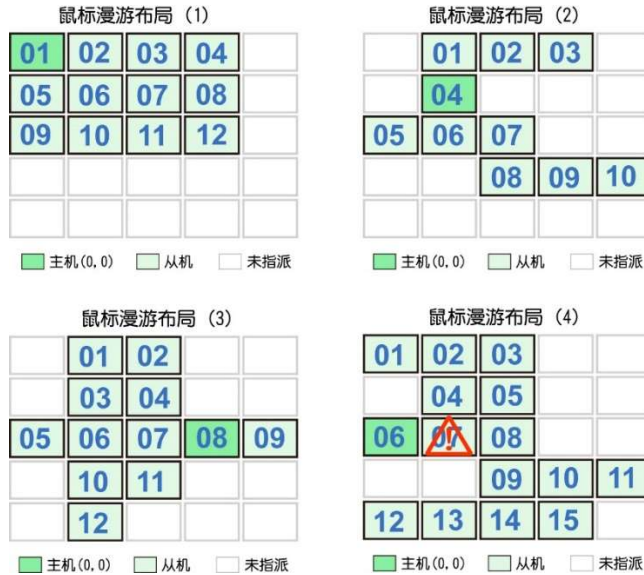 鼠标漫游布局 (1)
01 02 03 04
05 06 07 08
09 10 11 12
主机(0,0) 从机 未指派
鼠标漫游布局 (2)
01 02 03
04
05 06 07
08 09 10
主机(0,0) 从机 未指派
鼠标漫游布局 (3)
01 02
03 04
05 06 07 08 09
10 11
12
主机(0,0) 从机 未指派
鼠标漫游布局 (4)
01 02 03
04 05
06 07 08
09 10 11
12 13 14 15
主机(0,0) 从机 未指派